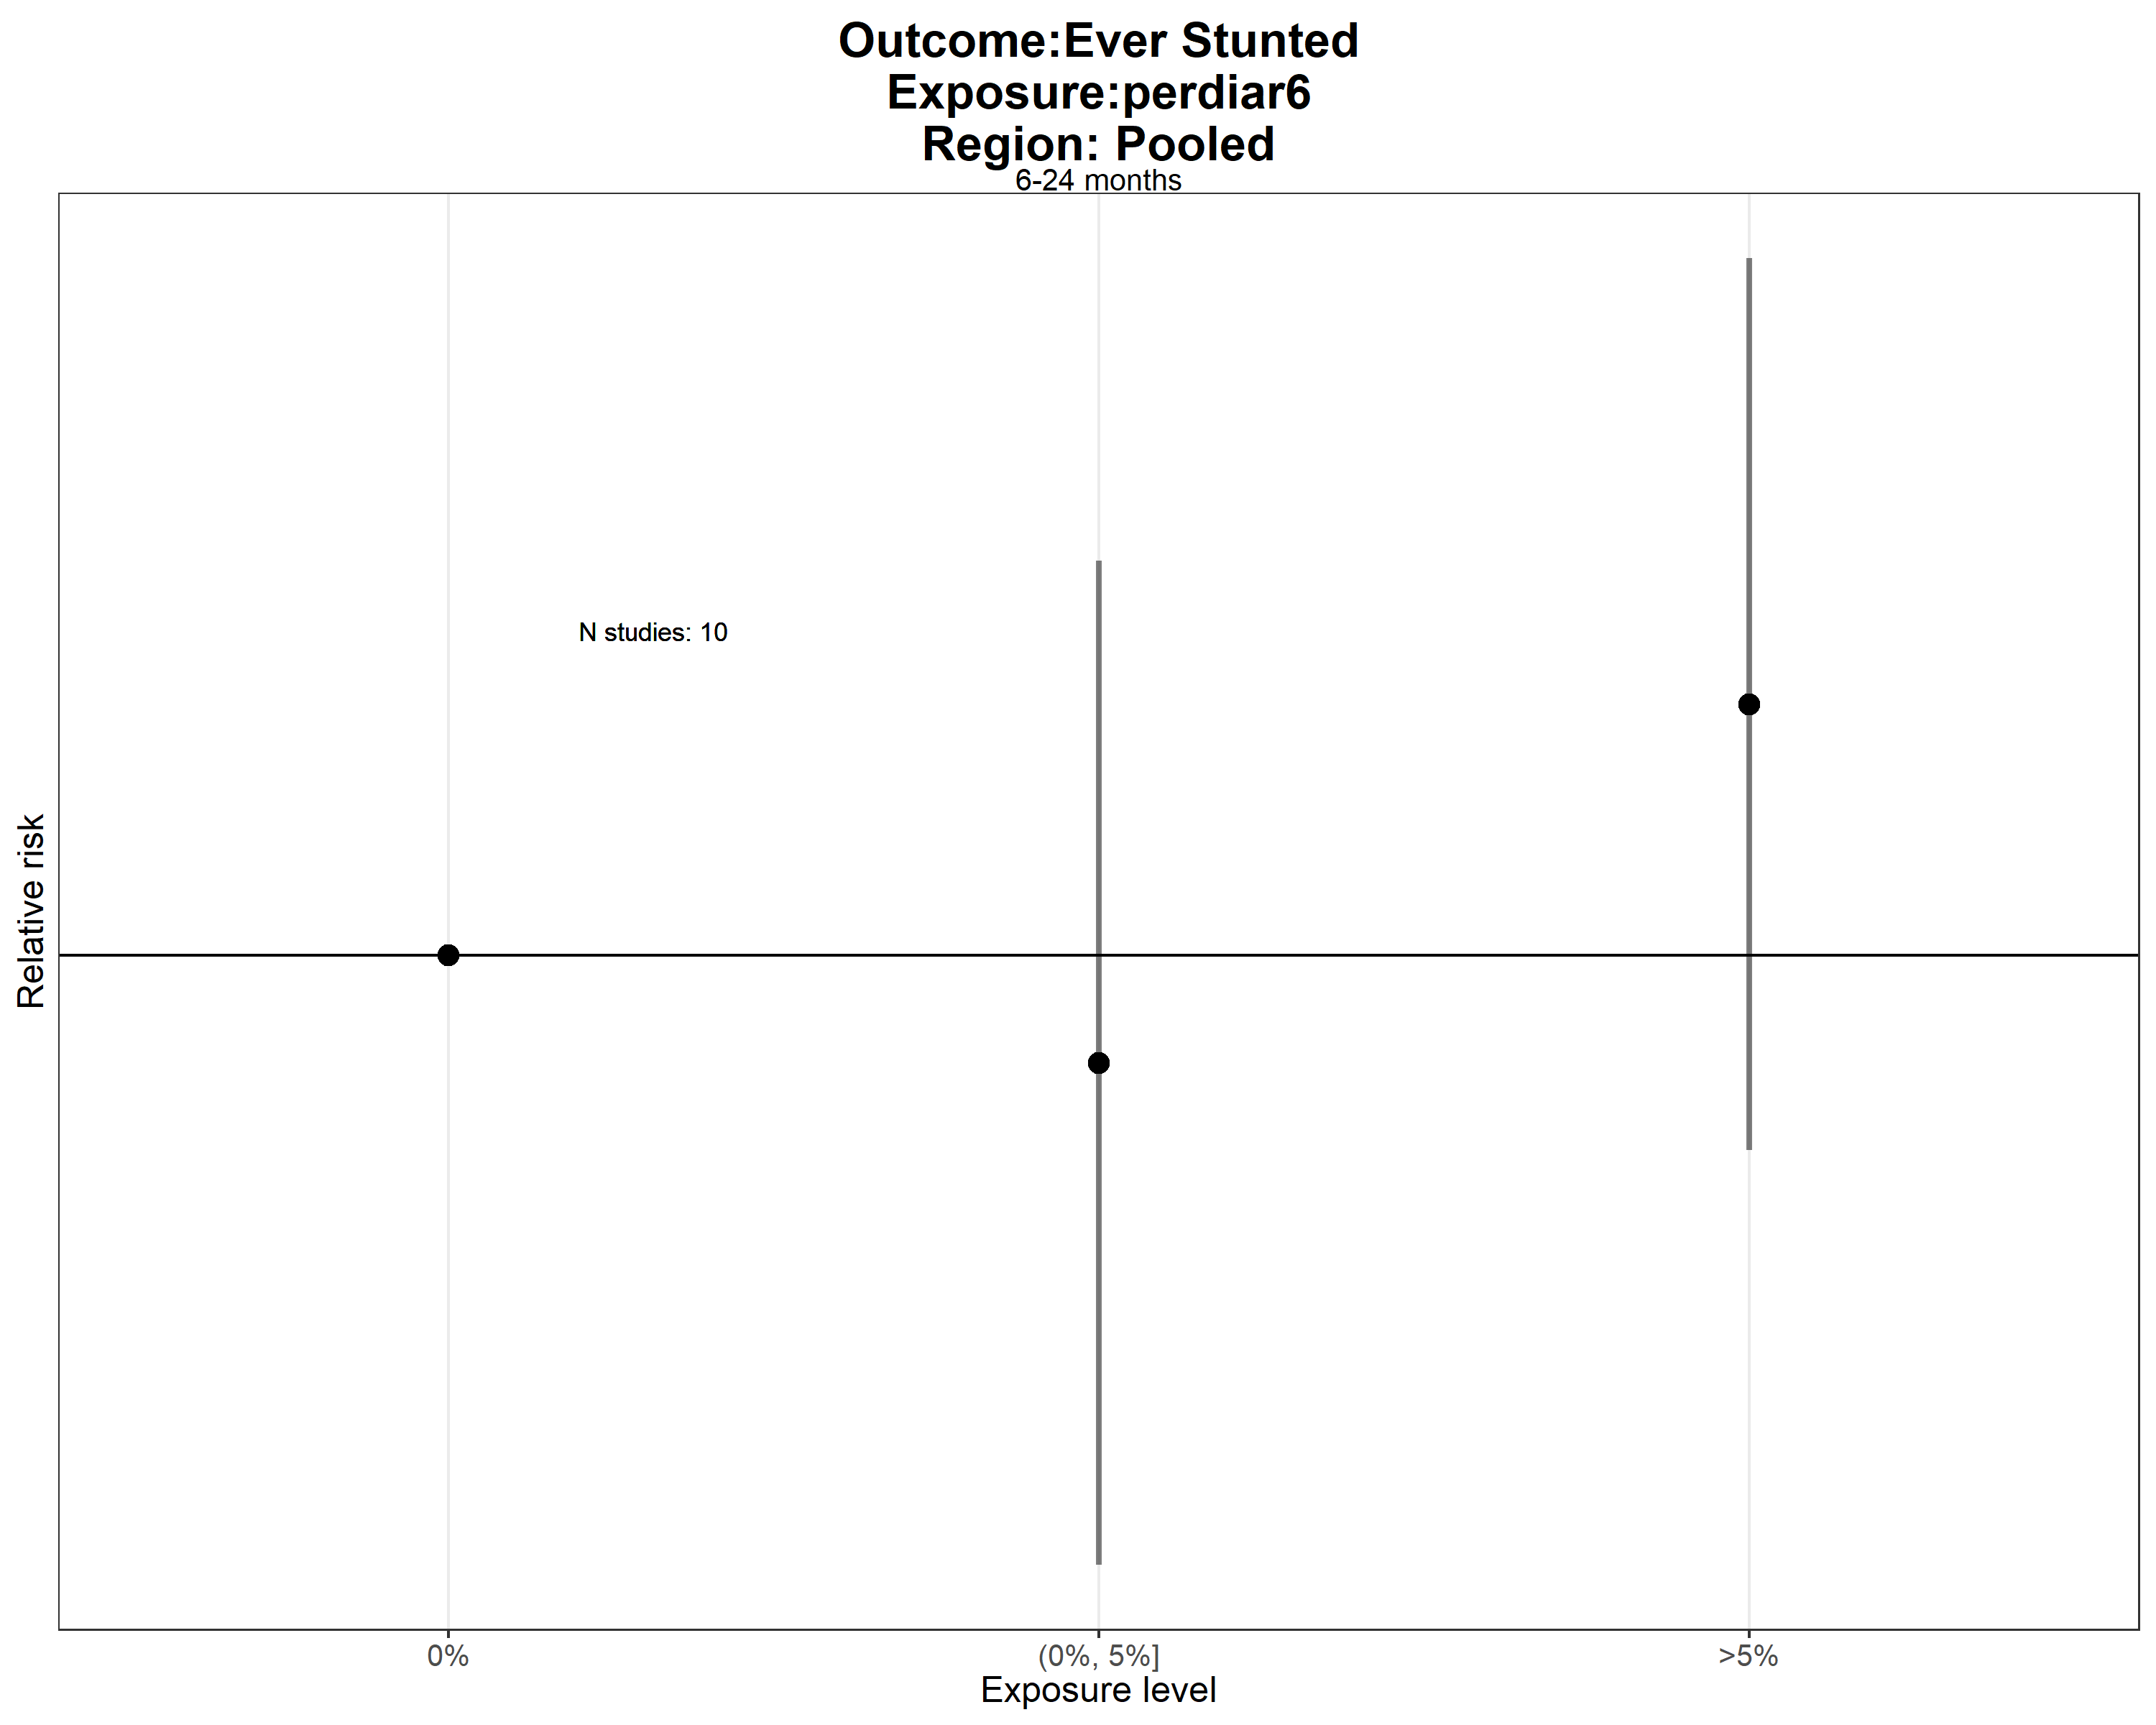 Outcome:Ever Stunted
Exposure:perdiar6
Region: Pooled
6-24 months
N studies: 10
Relative risk
0%
(0%, 5%]
>5%
Exposure level